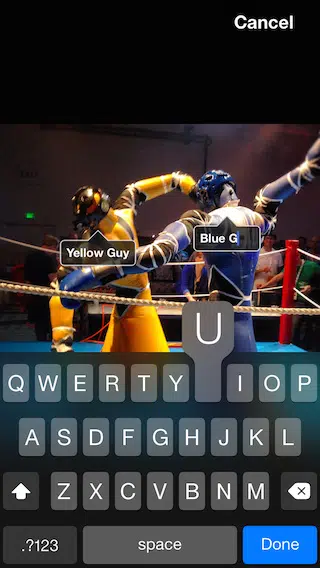 Cancel
Yellow Guy
Blue G
U
Q W E R T Y I O P
A S D F G H J K L
Z X C V B N M
.?123 space Done